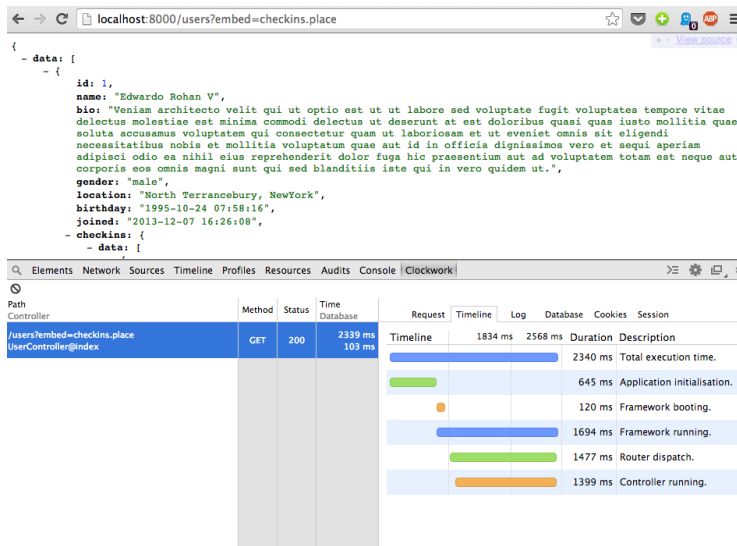 localhost:8000/users?embed=checkins.place
0
ABP
+ - View source
{
- data: [
- {
id: 1,
name: "Edwardo Rohan V",
bio: "Veniam architecto velit qui ut optio est ut ut labore sed voluptate fugit voluptates tempore vitae
delectus molestiae est minima commodi delectus ut deserunt at est doloribus quasi quas iusto mollitia quae
soluta accusamus voluptatem qui consectetur quam ut laboriosam et ut eveniet omnis sit eligendi
necessitatibus nobis et mollitia voluptatum quae aut id in officia dignissimos vero et sequi aperiam
adipisci odio ea nihil eius reprehenderit dolor fuga hic praesentium aut ad voluptatem totam est neque aut
corporis eos omnis magni sunt qui sed blanditiis iste qui in vero quidem ut.",
gender: "male",
location: "North Terrancebury, NewYork",
birthday: "1995-10-24 07:58:16",
joined: "2013-12-07 16:26:08",
- checkins: {
- data: [
Elements Network Sources Timeline Profiles Resources Audits Console Clockwork
Path
Controller
Method
Status
Time
Database
Request Timeline Log Database Cookies Session
/users?embed=checkins.place
UserController@index
GET
200
2339 ms
103 ms
Timeline 1834 ms 2568 ms Duration Description
2340 ms Total execution time.
645 ms Application initialisation.
120 ms Framework booting.
1694 ms Framework running.
1477 ms Router dispatch.
1399 ms Controller running.